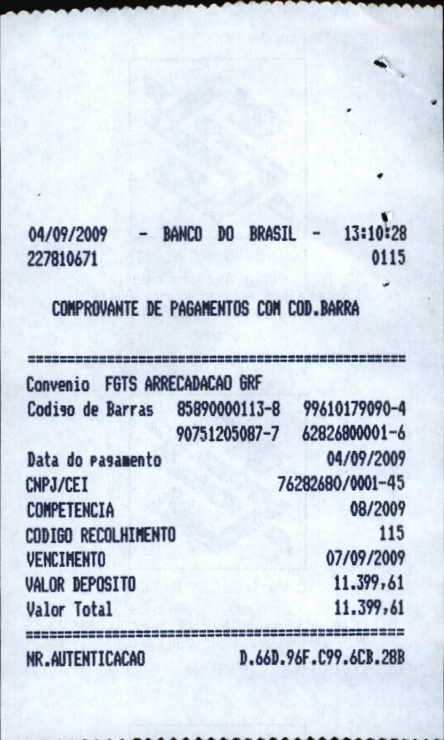 04/09/2009 - BANCO DO BRASIL - 13:10:28
227810671 0115
COMPROVANTE DE PAGAMENTOS COM COD.BARRA
================================================
Convenio FGTS ARRECADACAO GRF
Codigo de Barras 85890000113-8 99610179090-4
90751205087-7 62826800001-6
Data do pagamento 04/09/2009
CNPJ/CEI 76282680/0001-45
COMPETENCIA 08/2009
CODIGO RECOLHIMENTO 115
VENCIMENTO 07/09/2009
VALOR DEPOSITO 11.399,61
Valor Total 11.399,61
================================================
NR.AUTENTICACAO D.66D.96F.C99.6CB.28B